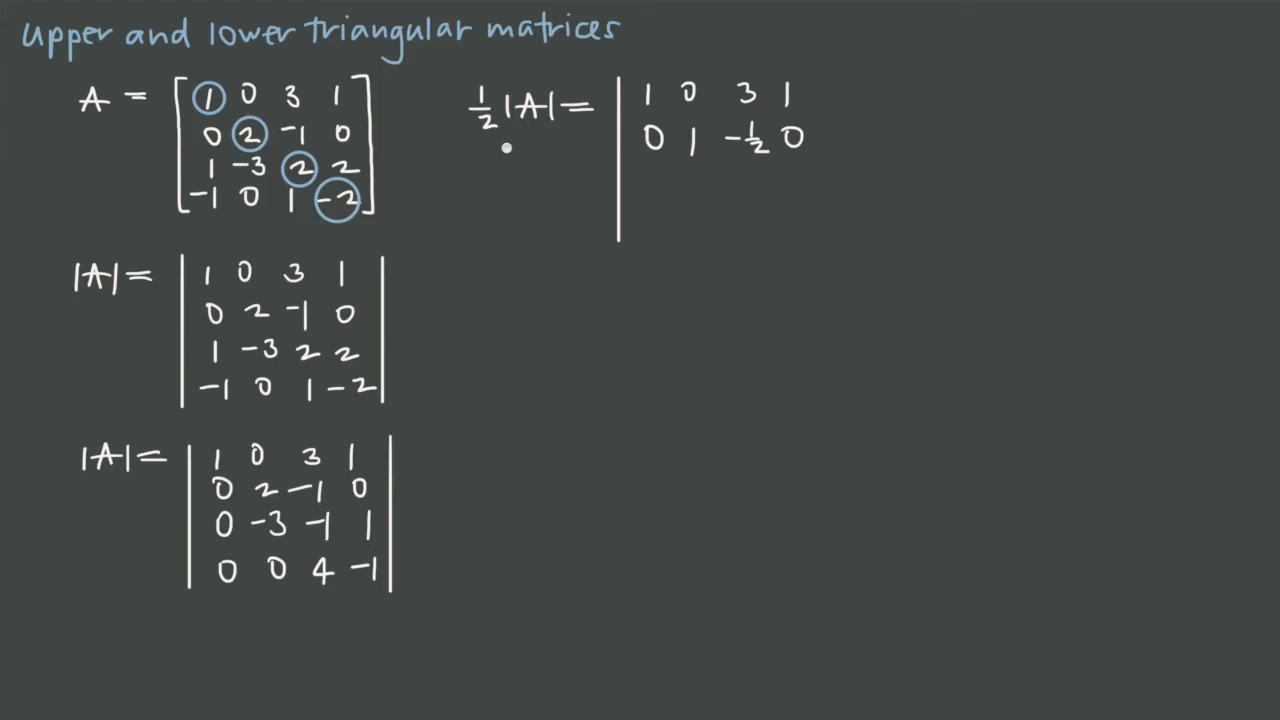 upper and lower triangular matrices
A = [ 1 0 3 1
0 2 -1 0
1 -3 2 2
-1 0 1 -2 ]
|A| = | 1 0 3 1
0 2 -1 0
1 -3 2 2
-1 0 1 -2 |
|A| = | 1 0 3 1
0 2 -1 0
0 -3 -1 1
0 0 4 -1 |
½ |A| = | 1 0 3 1
0 1 -½ 0